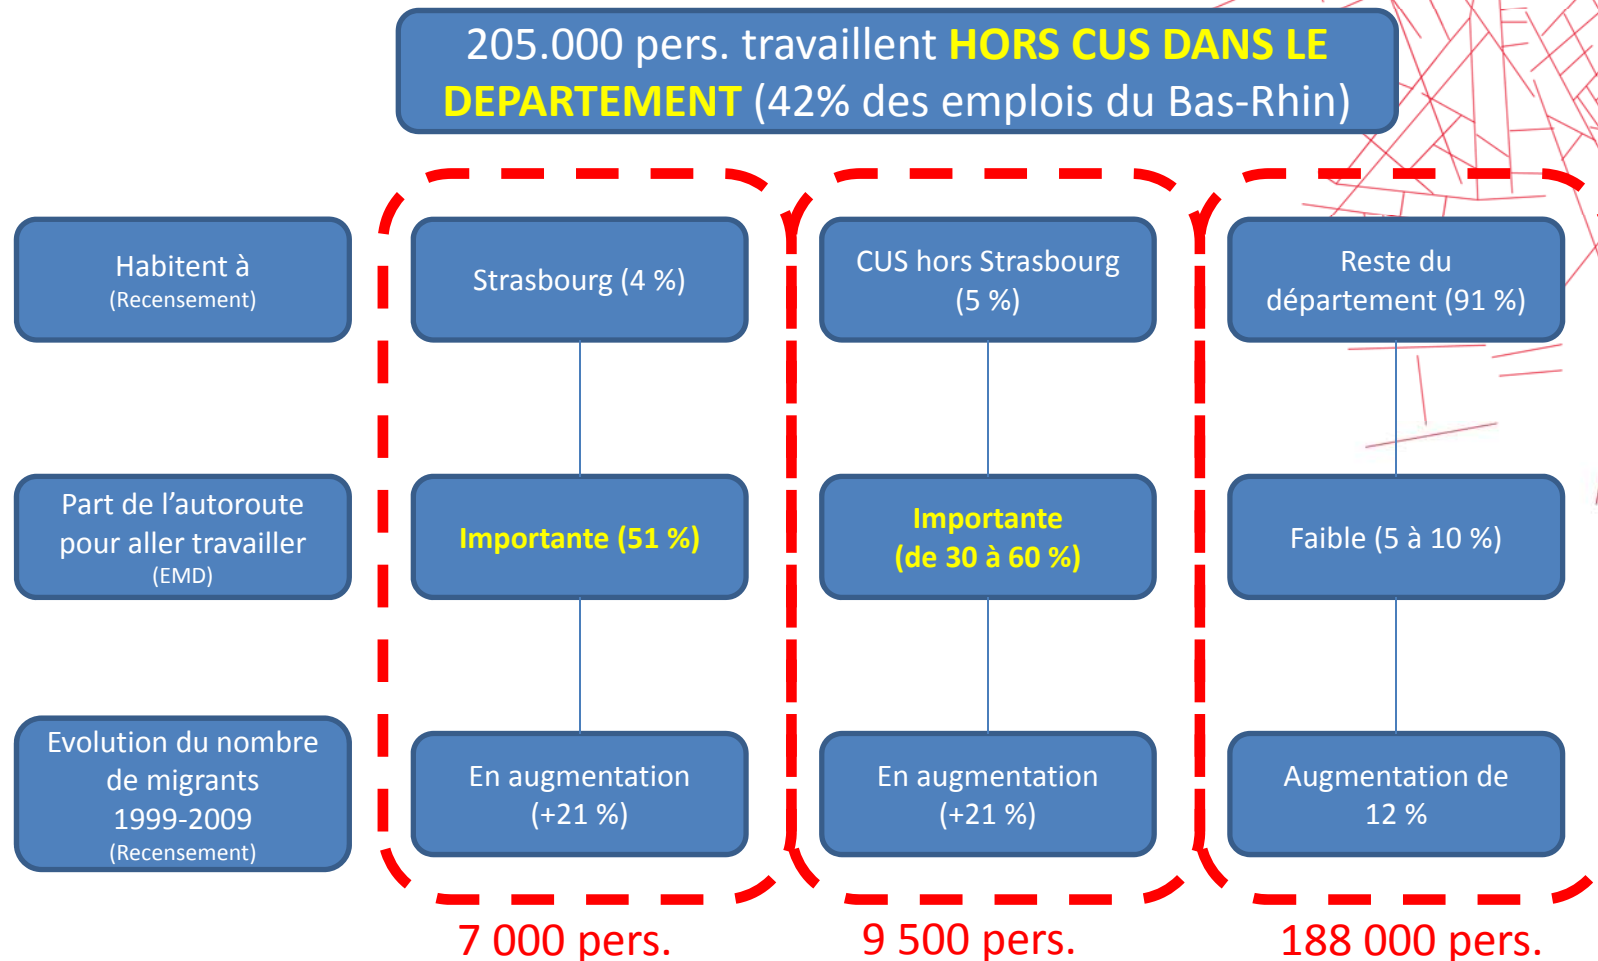 205.000 pers. travaillent HORS CUS DANS LE
DEPARTEMENT (42% des emplois du Bas-Rhin)
Habitent à
(Recensement)
Strasbourg (4 %)
CUS hors Strasbourg
(5 %)
Reste du
département (91 %)
Part de l’autoroute
pour aller travailler
(EMD)
Importante (51 %)
Importante
(de 30 à 60 %)
Faible (5 à 10 %)
Evolution du nombre
de migrants
1999-2009
(Recensement)
En augmentation
(+21 %)
En augmentation
(+21 %)
Augmentation de
12 %
7 000 pers.
9 500 pers.
188 000 pers.